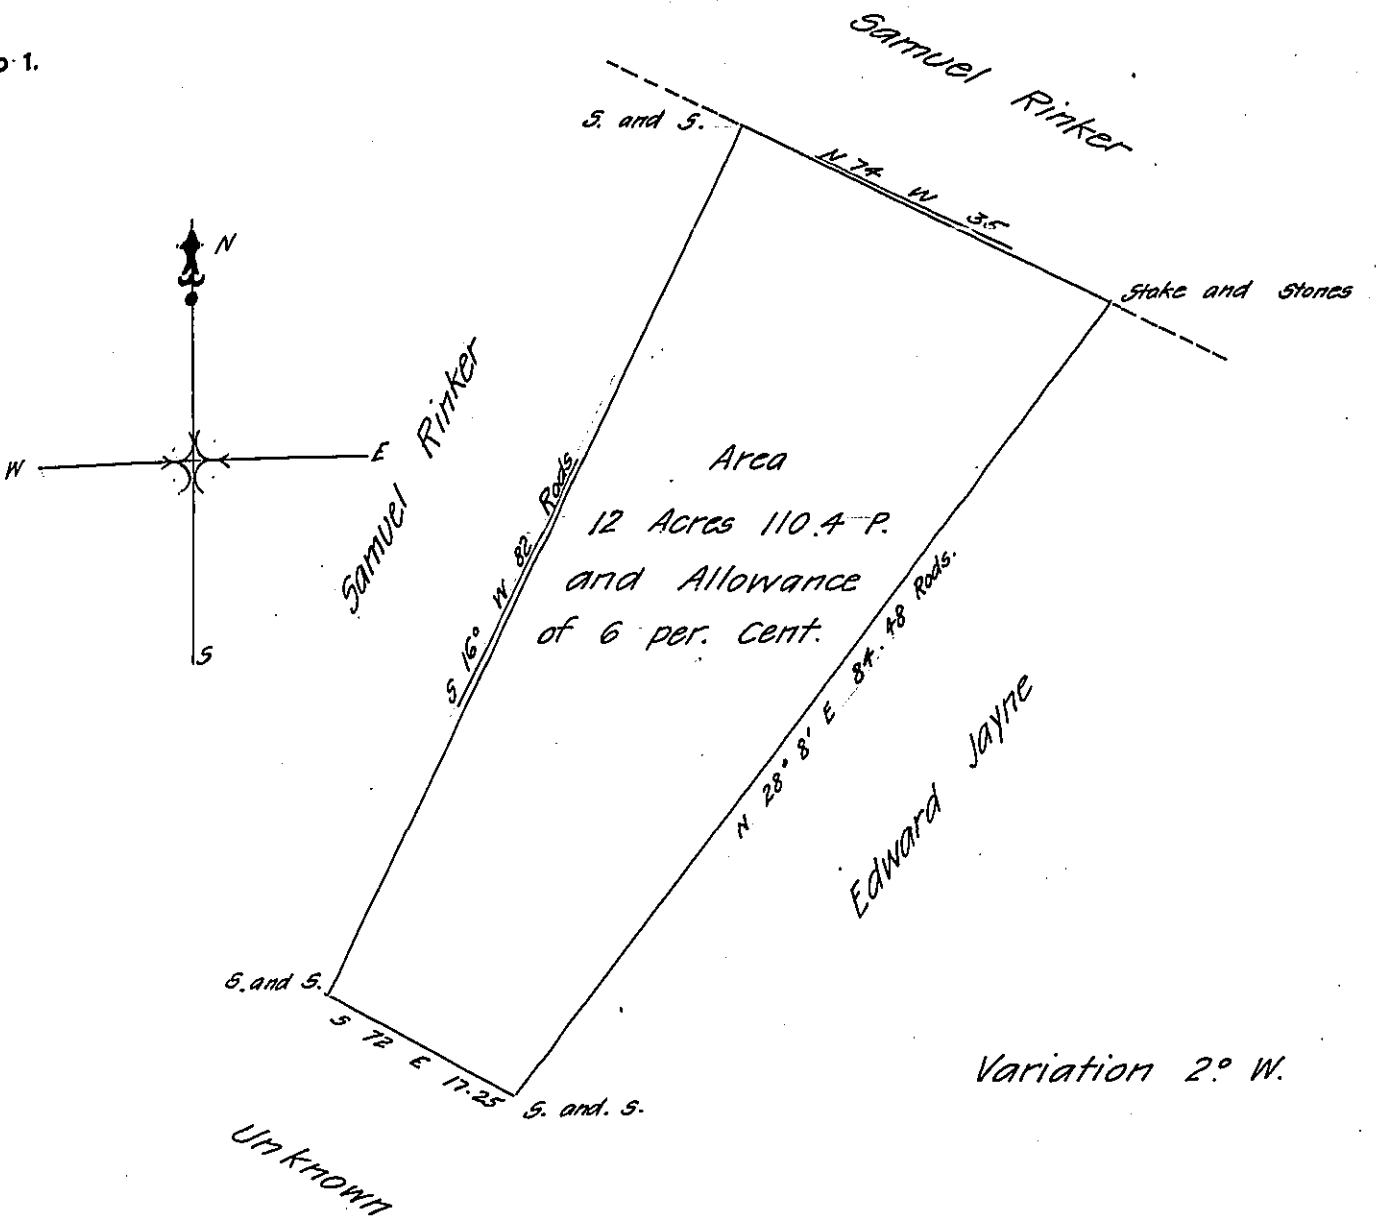 1.
Samuel Rinker
S. and S.
N 74 W 35
Stake and Stones
N
W
E
S
Samuel Rinker
S 16° W 82 Rods
Area
12 Acres 110.4 P.
and Allowance
of 6 per. Cent.
N. 28° 8' E 84.48 Rods.
Edward Jayne
S. and S.
S 72 E 17.25
S. and. S.
Variation 2° W.
Unknown